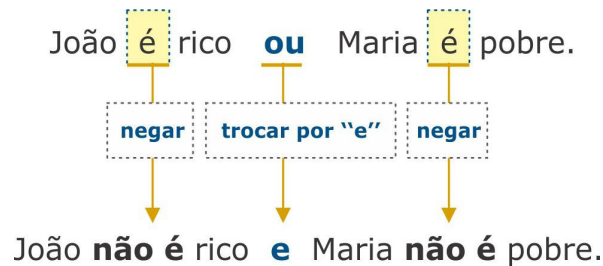 João é rico ou Maria é pobre.
negar trocar por “e” negar
João não é rico e Maria não é pobre.